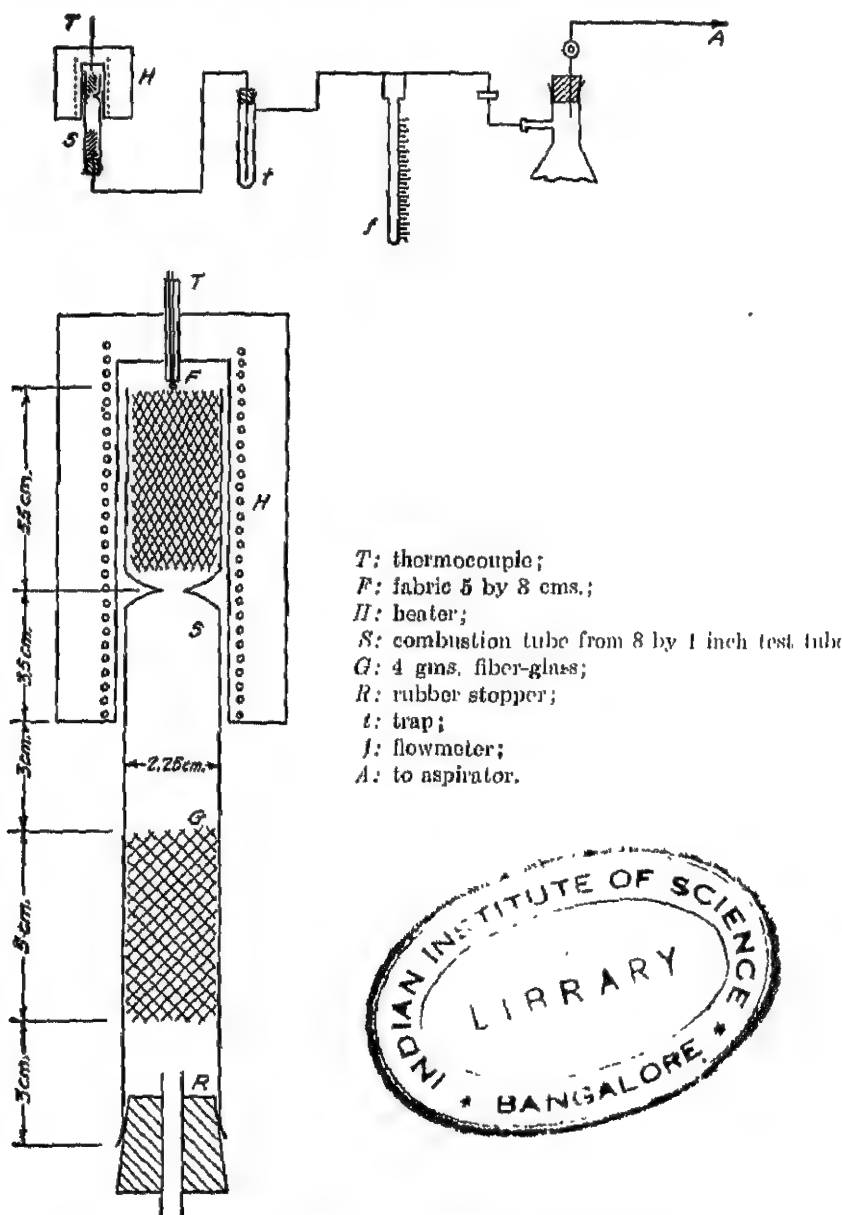 T
H
S
t
f
A
T
F
H
S
5.5 cm.
3.5 cm.
3 cm.
2.25 cm.
G
5 cm.
3 cm.
R
T: thermocouple;
F: fabric 5 by 8 cms.;
H: heater;
S: combustion tube from 8 by 1 inch test tube
G: 4 gms. fiber-glass;
R: rubber stopper;
t: trap;
f: flowmeter;
A: to aspirator.
INDIAN INSTITUTE OF SCIENCE
LIBRARY
* BANGALORE *